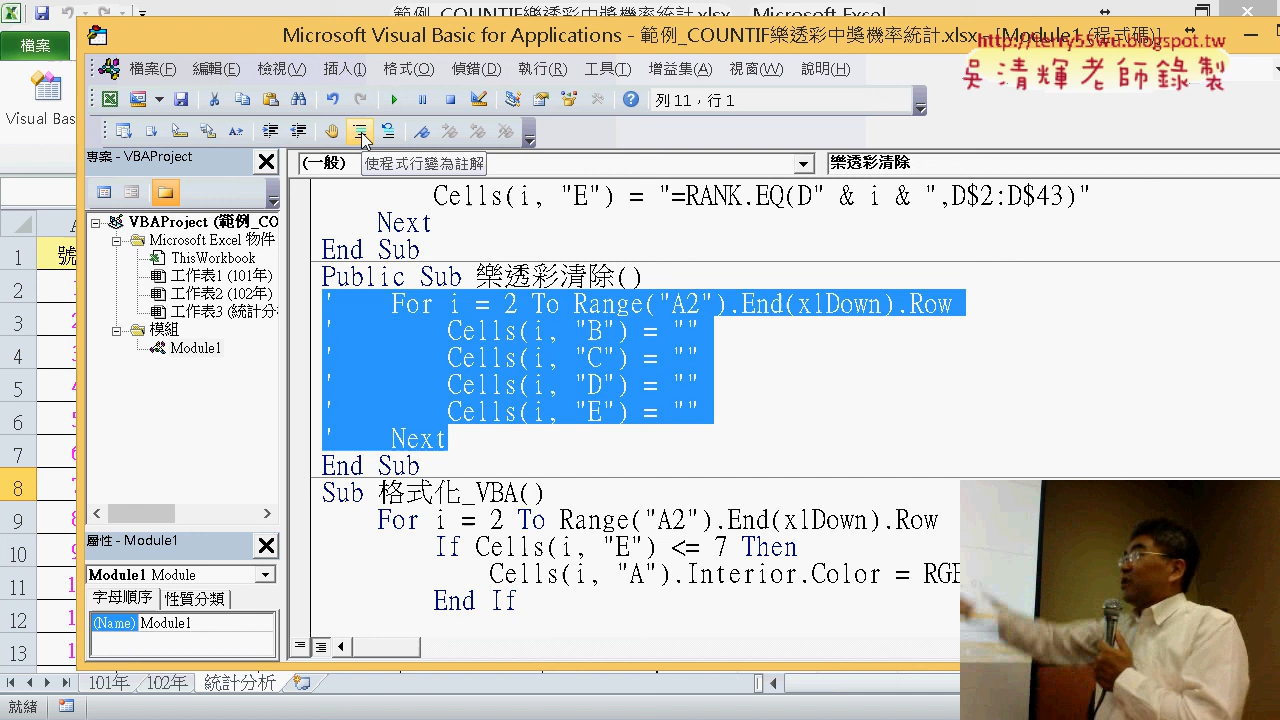 範例_COUNTIF樂透彩中獎機率統計.xlsx - Microsoft Excel
Microsoft Visual Basic for Applications - 範例_COUNTIF樂透彩中獎機率統計.xlsx - [Module1 (程式碼)]
http://terry55wu.blogspot.tw
吳清輝老師錄製
檔案
檔案(F) 編輯(E) 檢視(V) 插入(I) 格式(O) 偵錯(D) 執行(R) 工具(T) 增益集(A) 視窗(W) 說明(H)
列 11，行 1
Visual Bas
專案 - VBAProject
(一般)
使程式行變為註解
樂透彩清除
VBAProject (範例_CO
Microsoft Excel 物件
ThisWorkbook
工作表1 (101年)
工作表2 (102年)
工作表3 (統計分
模組
Module1
屬性 - Module1
Module1 Module
字母順序 性質分類
(Name) Module1
Cells(i, "E") = "=RANK.EQ(D" & i & ",D$2:D$43)"
Next
End Sub
Public Sub 樂透彩清除()
'    For i = 2 To Range("A2").End(xlDown).Row
'        Cells(i, "B") = ""
'        Cells(i, "C") = ""
'        Cells(i, "D") = ""
'        Cells(i, "E") = ""
'    Next
End Sub
Sub 格式化_VBA()
For i = 2 To Range("A2").End(xlDown).Row
If Cells(i, "E") <= 7 Then
Cells(i, "A").Interior.Color = RGB
End If
1 號
2
3
4
5
6
7
8
9
10
11
12
13
101年 102年 統計分析
就緒